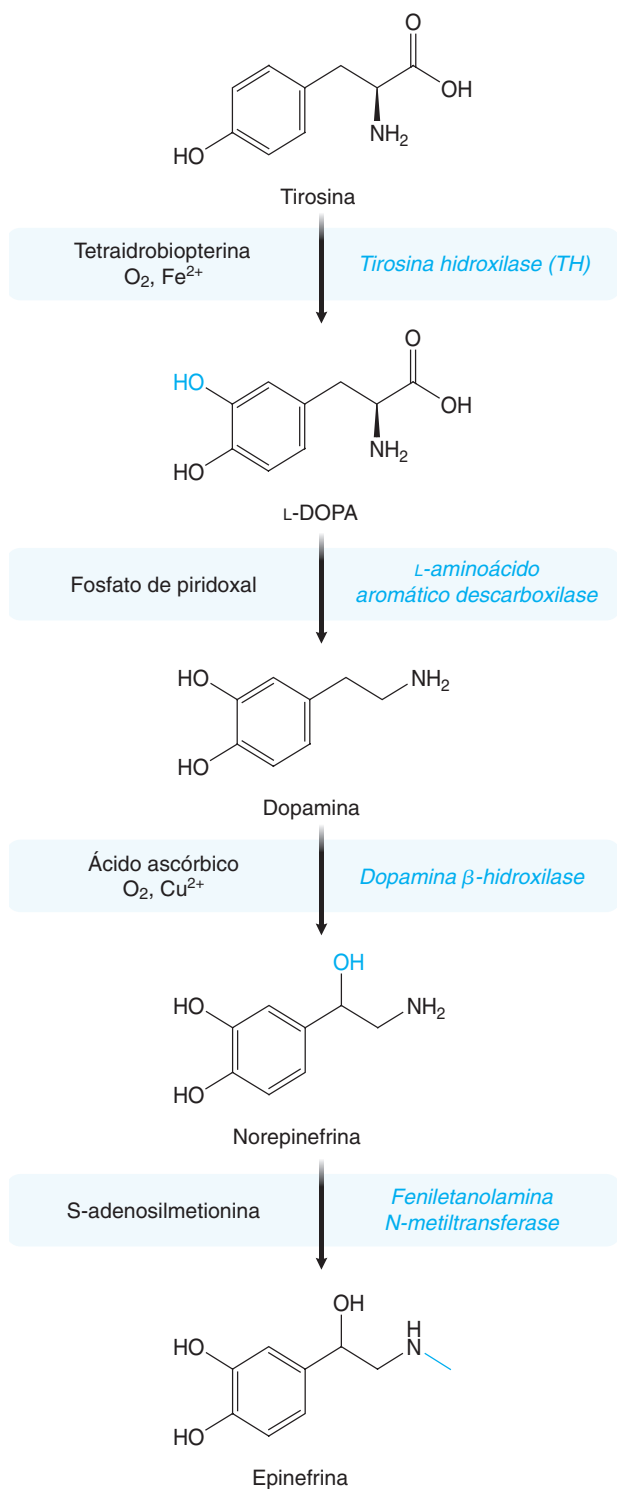 O
OH
NH2
HO
Tirosina
Tetraidrobiopterina
O2, Fe2+
Tirosina hidroxilase (TH)
O
HO
OH
NH2
HO
L-DOPA
Fosfato de piridoxal
L-aminoácido
aromático descarboxilase
HO
NH2
HO
Dopamina
Ácido ascórbico
O2, Cu2+
Dopamina β-hidroxilase
OH
HO
NH2
HO
Norepinefrina
S-adenosilmetionina
Feniletanolamina
N-metiltransferase
OH
H
HO
N
HO
Epinefrina